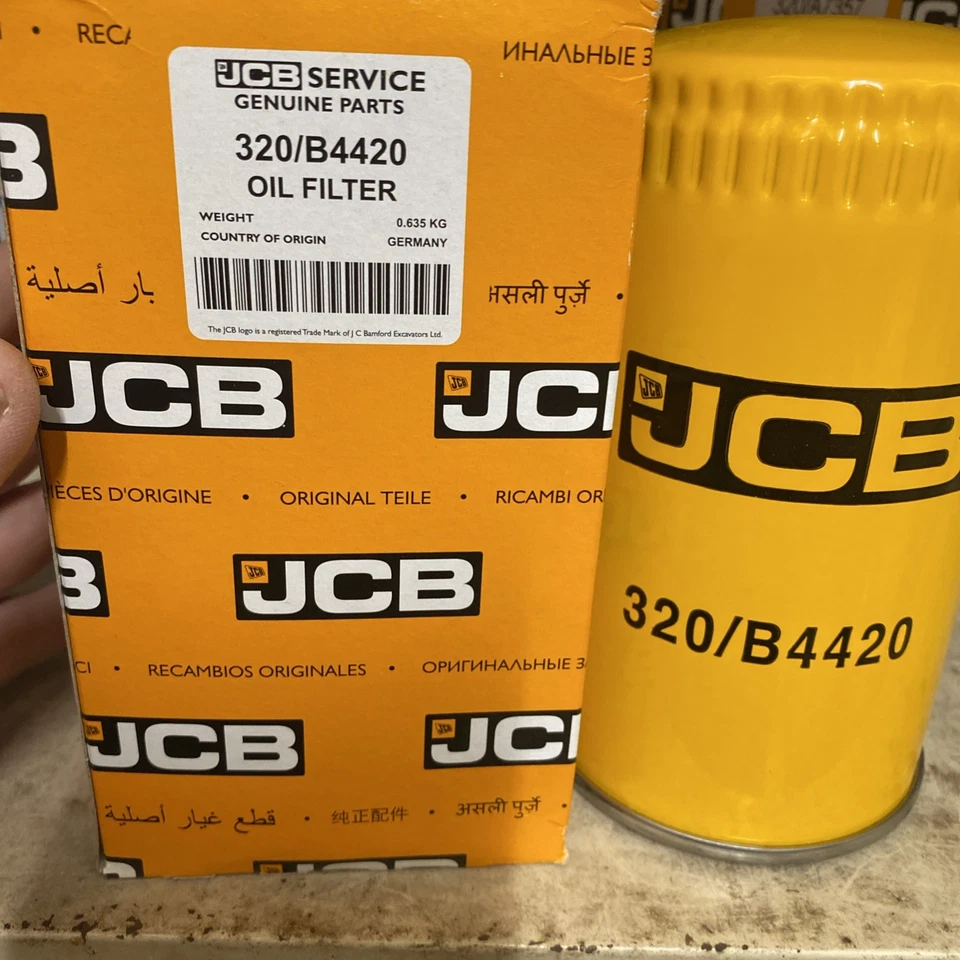 RECA
ИНАЛЬНЫЕ З
JCB SERVICE
GENUINE PARTS
320/B4420
OIL FILTER
WEIGHT 0.635 KG
COUNTRY OF ORIGIN GERMANY
The JCB logo is a registered Trade Mark of J C Bamford Excavators Ltd.
بار أصلية
असली पुर्ज़े •
JCB
JCB
IÈCES D'ORIGINE • ORIGINAL TEILE • RICAMBI OR
JCB
CI • RECAMBIOS ORIGINALES • ОРИГИНАЛЬНЫЕ З
JCB
JCB
قطع غيار أصلية • 纯正配件 • असली पुर्ज़े •
JCB
JCB
320/B4420